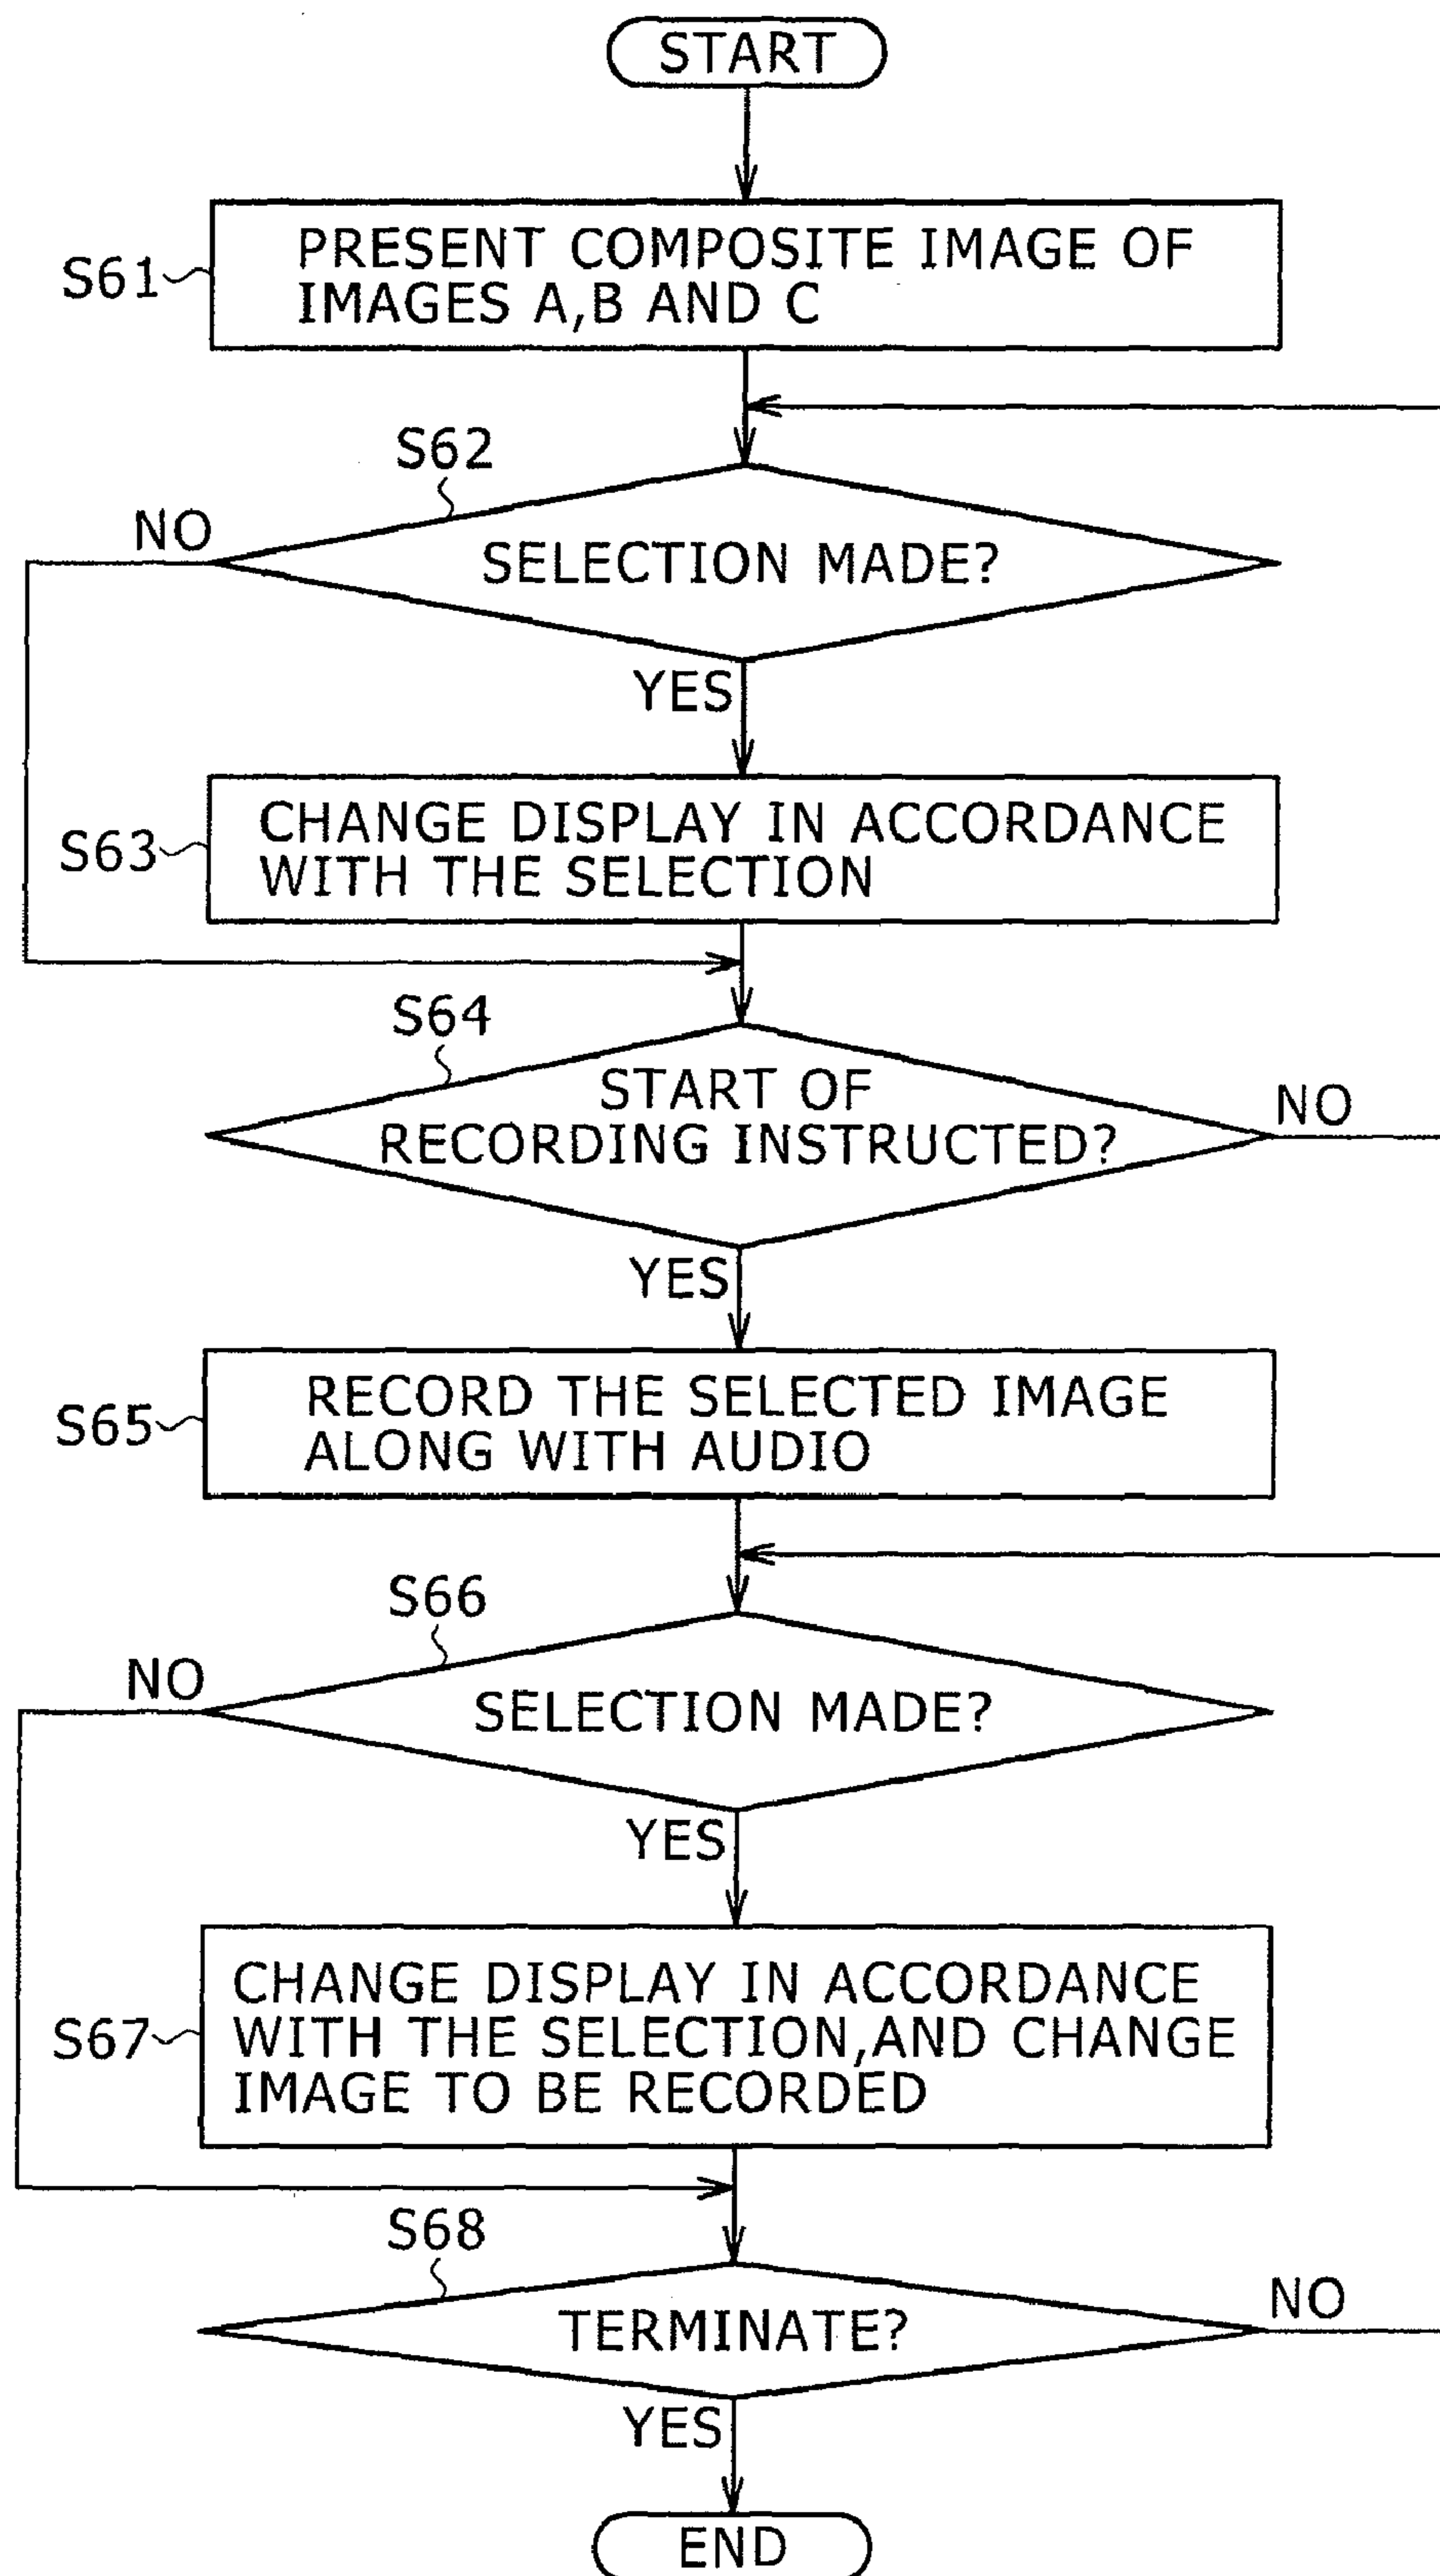 START
S61
PRESENT COMPOSITE IMAGE OF
IMAGES A,B AND C
S62
NO
SELECTION MADE?
YES
S63
CHANGE DISPLAY IN ACCORDANCE
WITH THE SELECTION
S64
START OF
RECORDING INSTRUCTED?
NO
YES
S65
RECORD THE SELECTED IMAGE
ALONG WITH AUDIO
S66
NO
SELECTION MADE?
YES
S67
CHANGE DISPLAY IN ACCORDANCE
WITH THE SELECTION,AND CHANGE
IMAGE TO BE RECORDED
S68
TERMINATE?
NO
YES
END